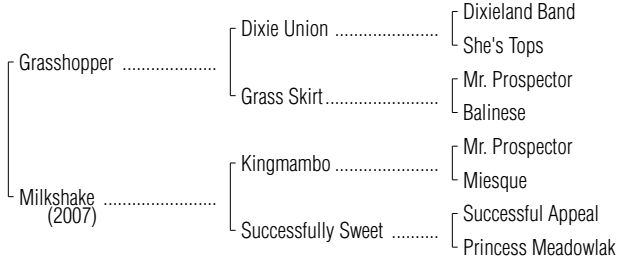 Dixieland Band
Dixie Union ....................
She's Tops
Grasshopper ....................
Mr. Prospector
Grass Skirt ......................
Balinese
Mr. Prospector
Kingmambo ....................
Miesque
Milkshake ........................
(2007)
Successful Appeal
Successfully Sweet ..........
Princess Meadowlak